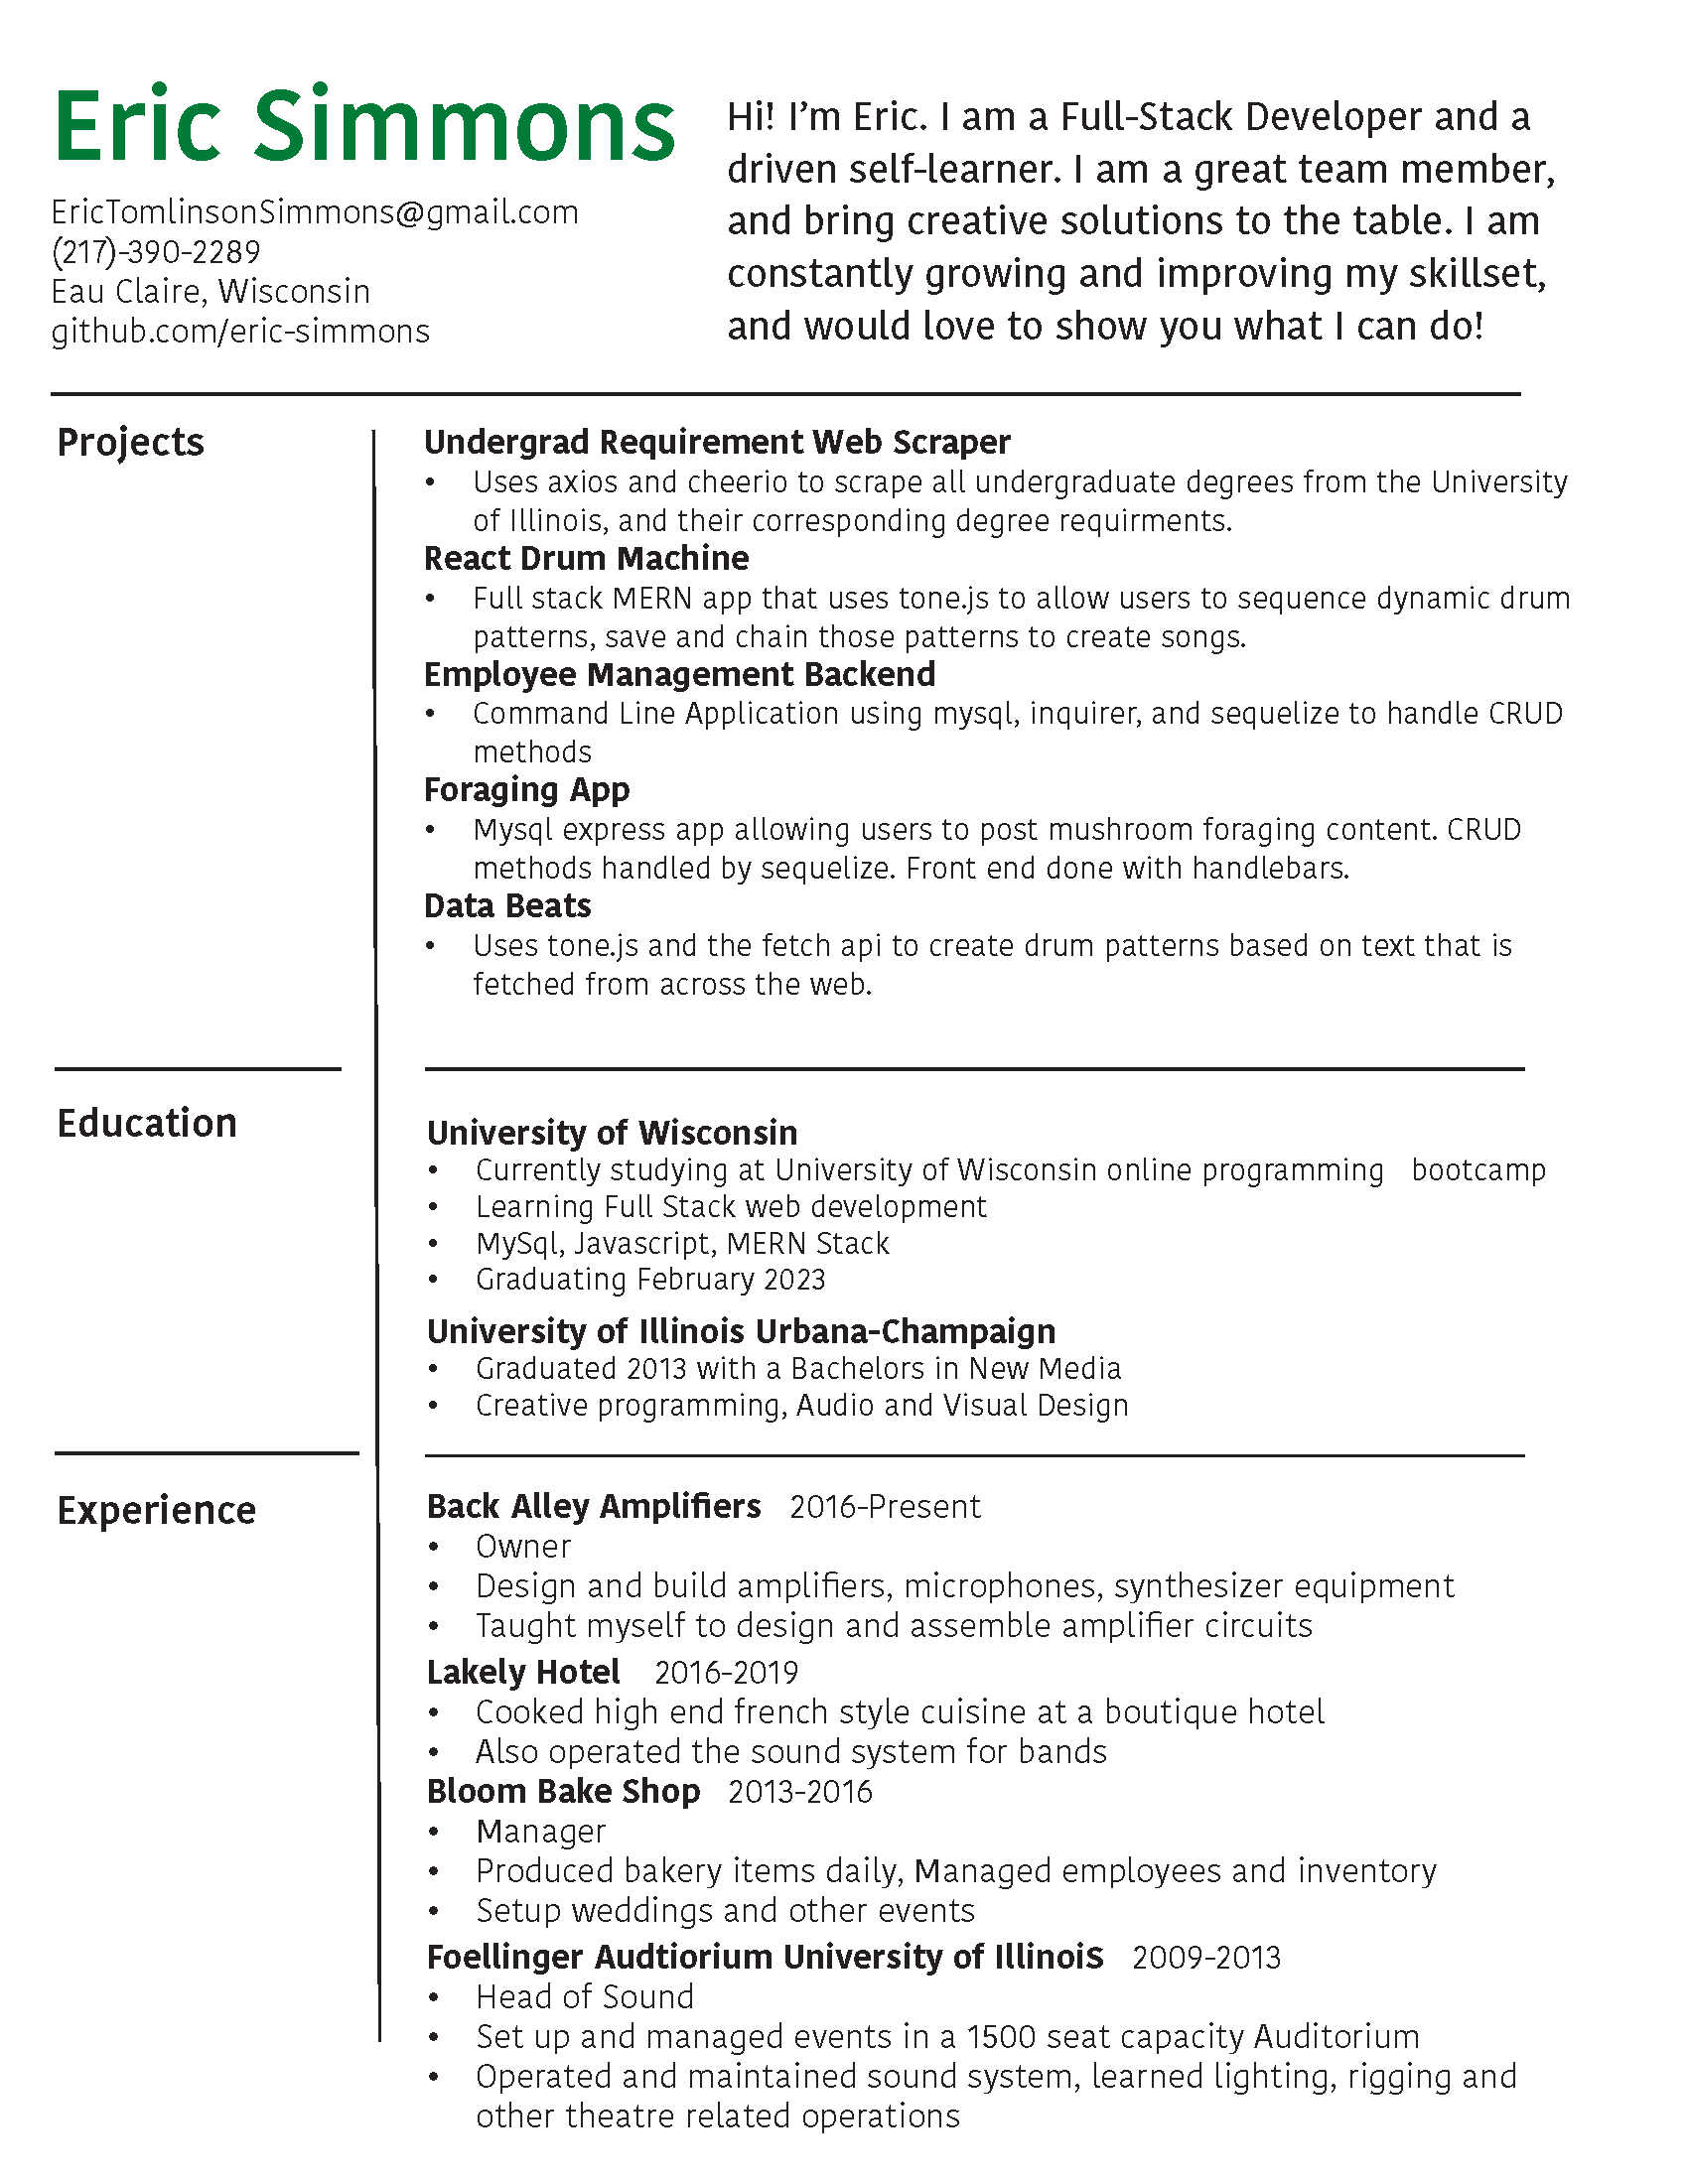 Eric Simmons
EricTomlinsonSimmons@gmail.com
(217)-390-2289
Eau Claire, Wisconsin
github.com/eric-simmons
Hi! I'm Eric. I am a Full-Stack Developer and a
driven self-learner. I am a great team member,
and bring creative solutions to the table. I am
constantly growing and improving my skillset,
and would love to show you what I can do!
Projects
Undergrad Requirement Web Scraper
• Uses axios and cheerio to scrape all undergraduate degrees from the University
of Illinois, and their corresponding degree requirments.
React Drum Machine
• Full stack MERN app that uses tone.js to allow users to sequence dynamic drum
patterns, save and chain those patterns to create songs.
Employee Management Backend
• Command Line Application using mysql, inquirer, and sequelize to handle CRUD
methods
Foraging App
• Mysql express app allowing users to post mushroom foraging content. CRUD
methods handled by sequelize. Front end done with handlebars.
Data Beats
• Uses tone.js and the fetch api to create drum patterns based on text that is
fetched from across the web.
Education
University of Wisconsin
• Currently studying at University of Wisconsin online programming bootcamp
• Learning Full Stack web development
• MySql, Javascript, MERN Stack
• Graduating February 2023
University of Illinois Urbana-Champaign
• Graduated 2013 with a Bachelors in New Media
• Creative programming, Audio and Visual Design
Experience
Back Alley Amplifiers 2016-Present
• Owner
• Design and build amplifiers, microphones, synthesizer equipment
• Taught myself to design and assemble amplifier circuits
Lakely Hotel 2016-2019
• Cooked high end french style cuisine at a boutique hotel
• Also operated the sound system for bands
Bloom Bake Shop 2013-2016
• Manager
• Produced bakery items daily, Managed employees and inventory
• Setup weddings and other events
Foellinger Audtiorium University of Illinois 2009-2013
• Head of Sound
• Set up and managed events in a 1500 seat capacity Auditorium
• Operated and maintained sound system, learned lighting, rigging and
other theatre related operations